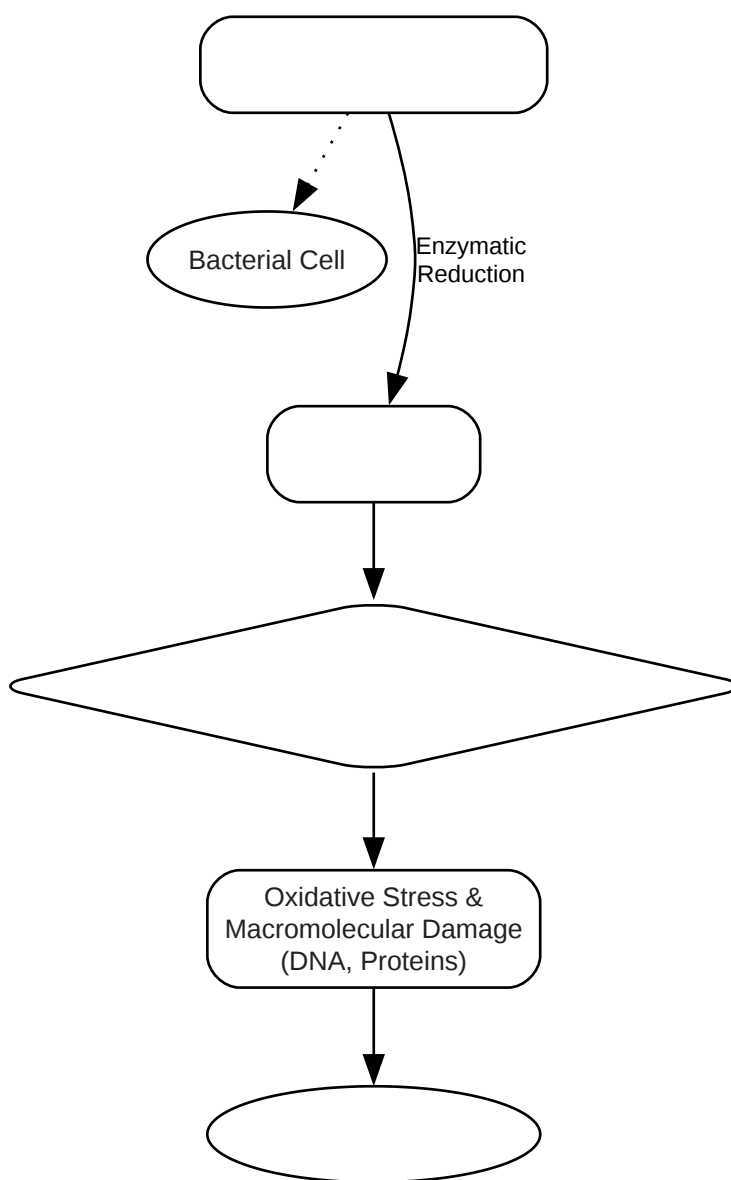 Bacterial Cell
Enzymatic
Reduction
Oxidative Stress &
Macromolecular Damage
(DNA, Proteins)